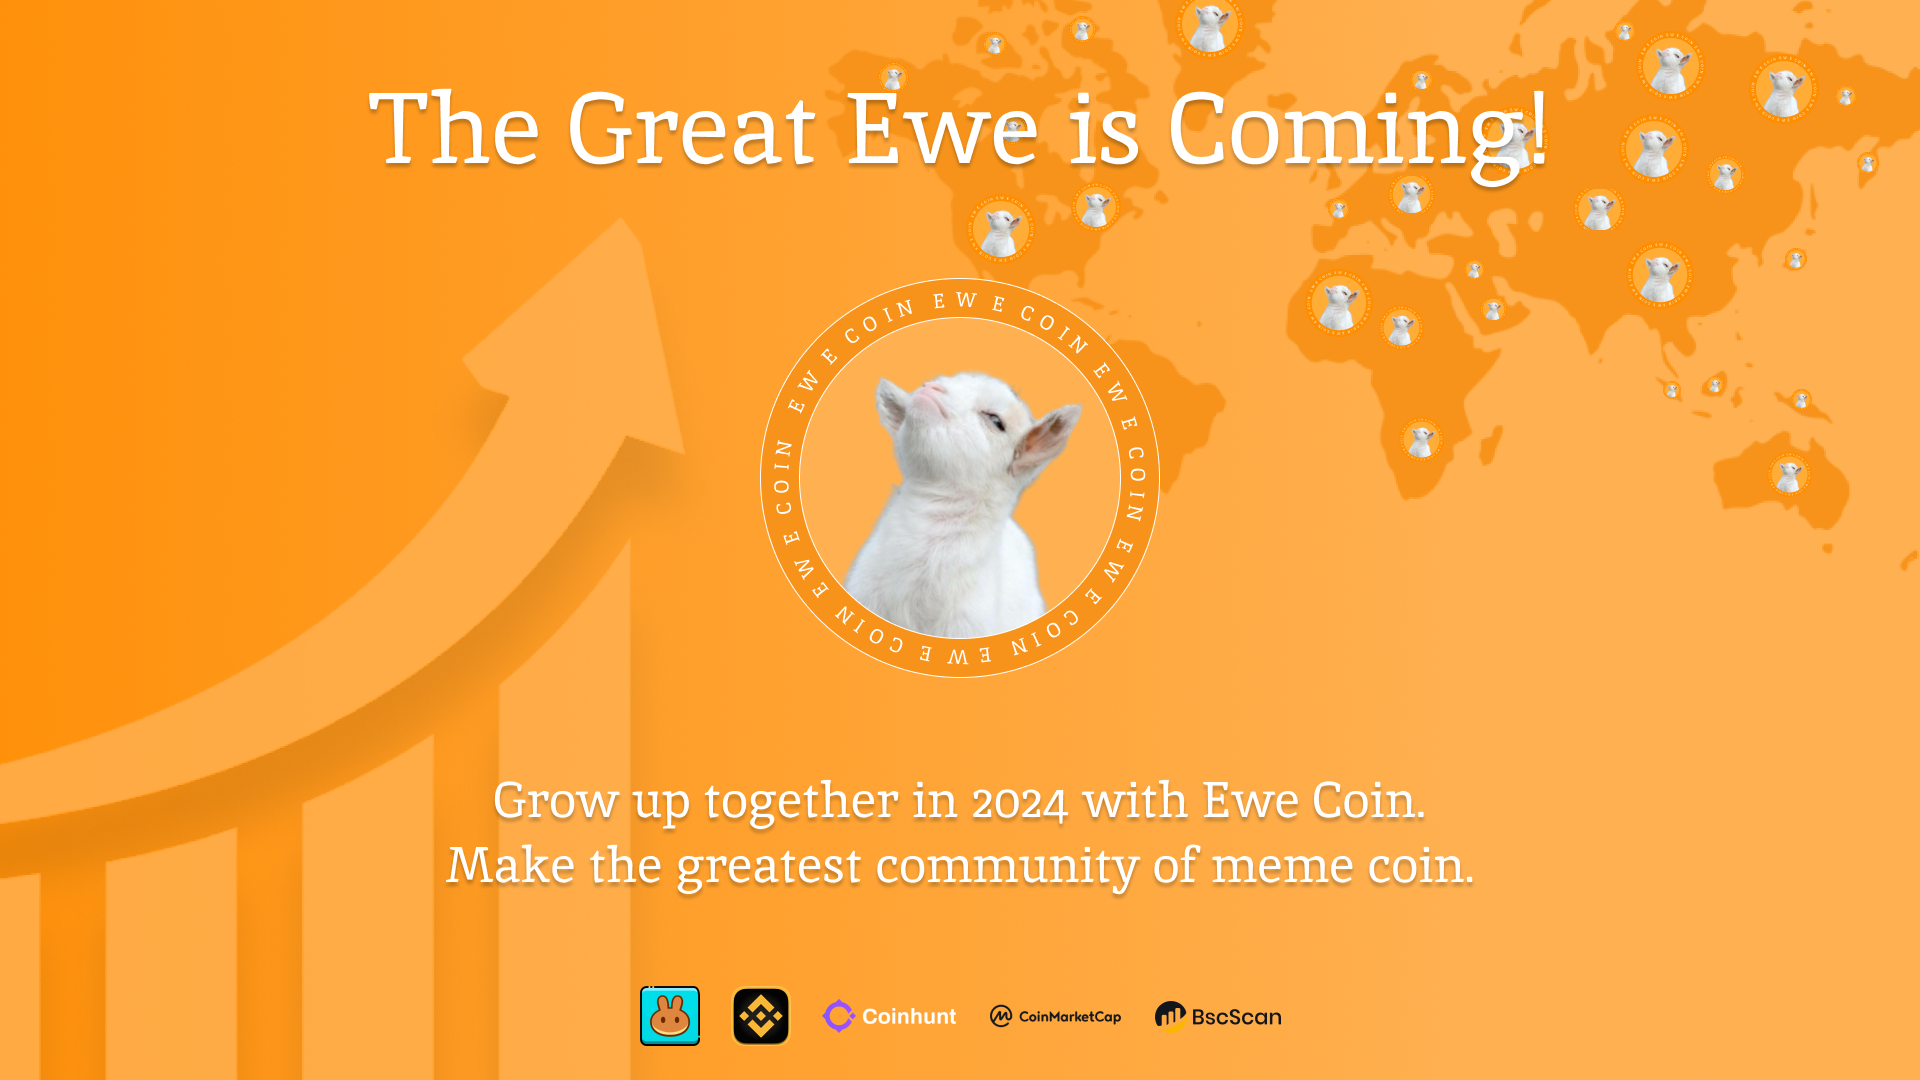 The Great Ewe is Coming!
EWE COIN EWE COIN EWE COIN EWE COIN EWE COIN EWE COIN
Grow up together in 2024 with Ewe Coin.
Make the greatest community of meme coin.
Coinhunt CoinMarketCap BscScan